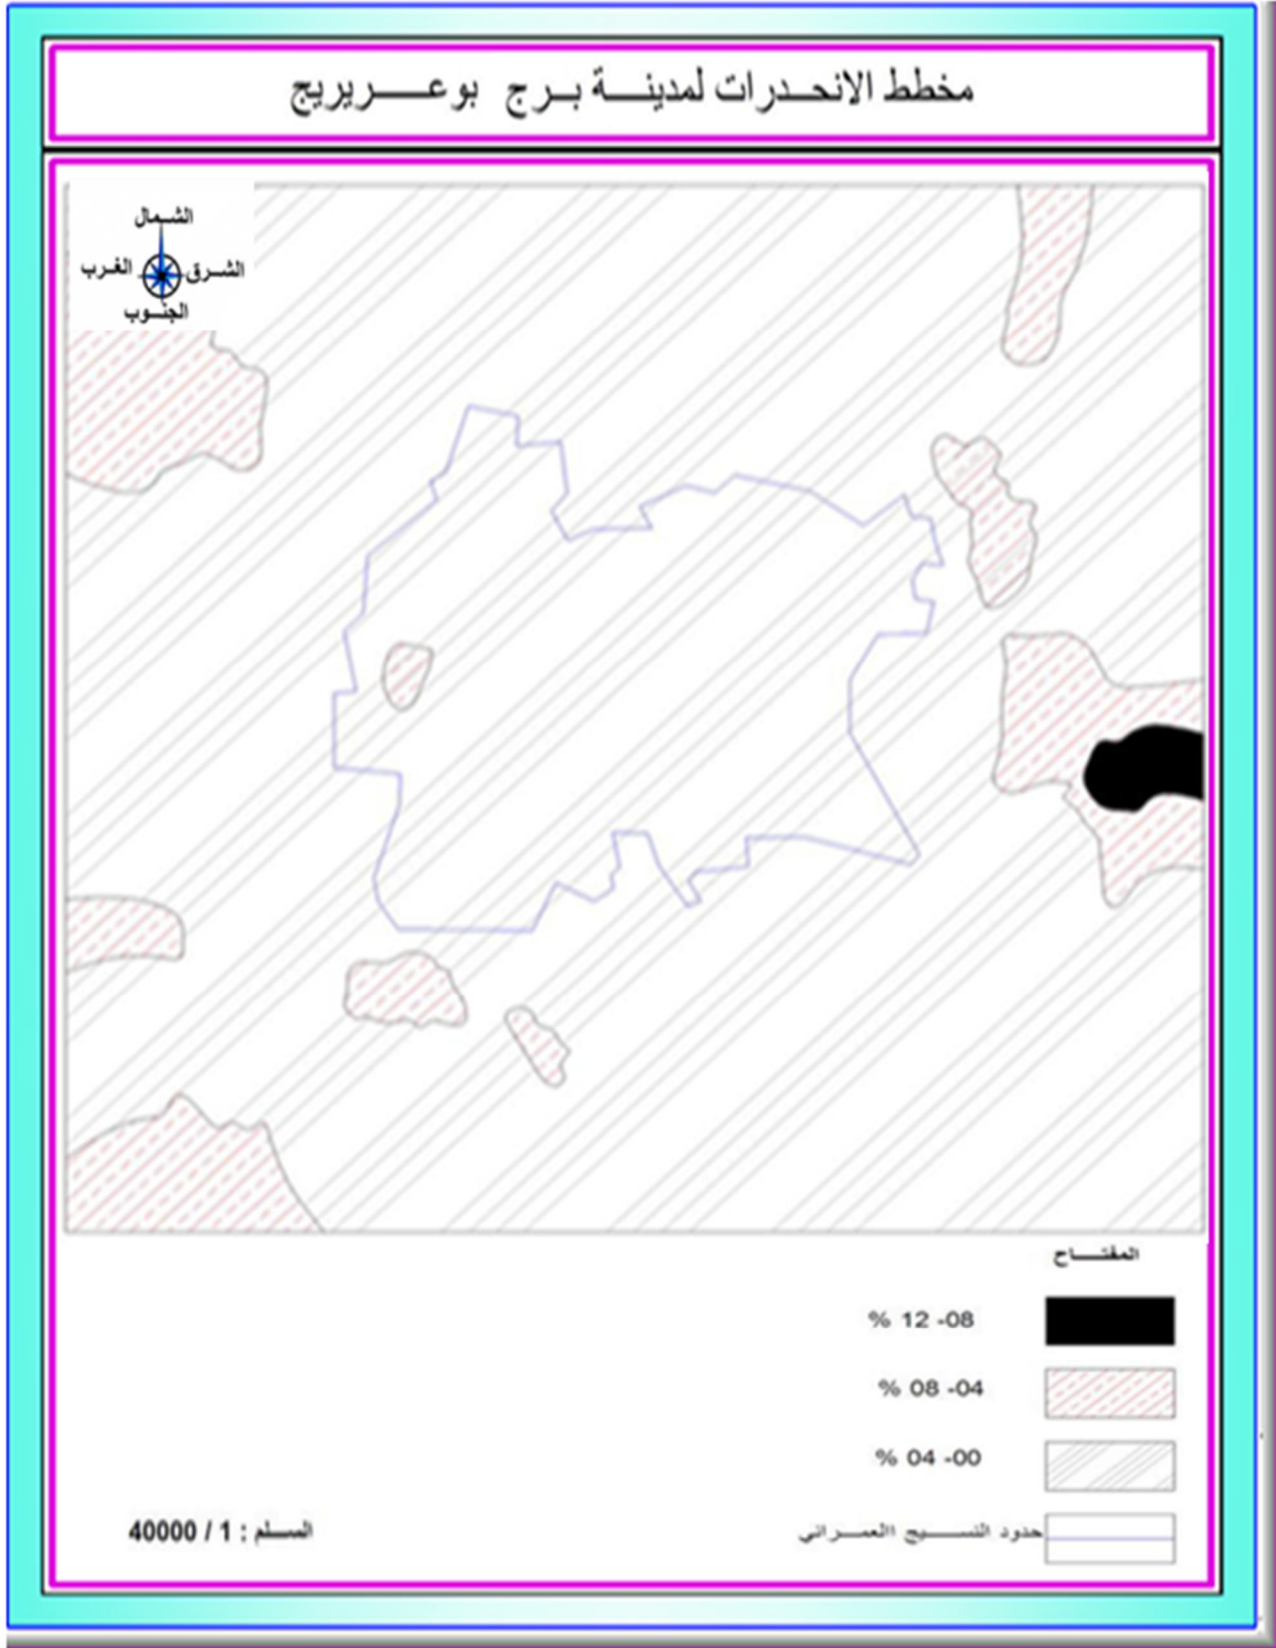 مخطط الانحدرات لمدينة برج بوعريريج
الشمال
الغرب
الشرق
الجنوب
المفتاح
08- 12 %
04- 08 %
00- 04 %
حدود النسيج االعمراني
السلم : 1 / 40000